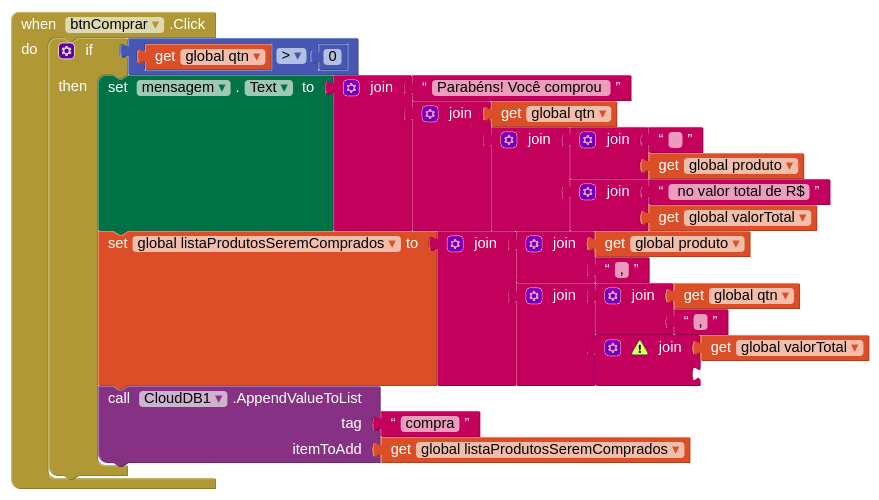 when btnComprar .Click
do if get global qtn > 0
then set mensagem . Text to join " Parabéns! Você comprou "
join get global qtn
join join " "
get global produto
join " no valor total de R$ "
get global valorTotal
set global listaProdutosSeremComprados to join join get global produto
" , "
join join get global qtn
" , "
join get global valorTotal
call CloudDB1 .AppendValueToList
tag " compra "
itemToAdd get global listaProdutosSeremComprados